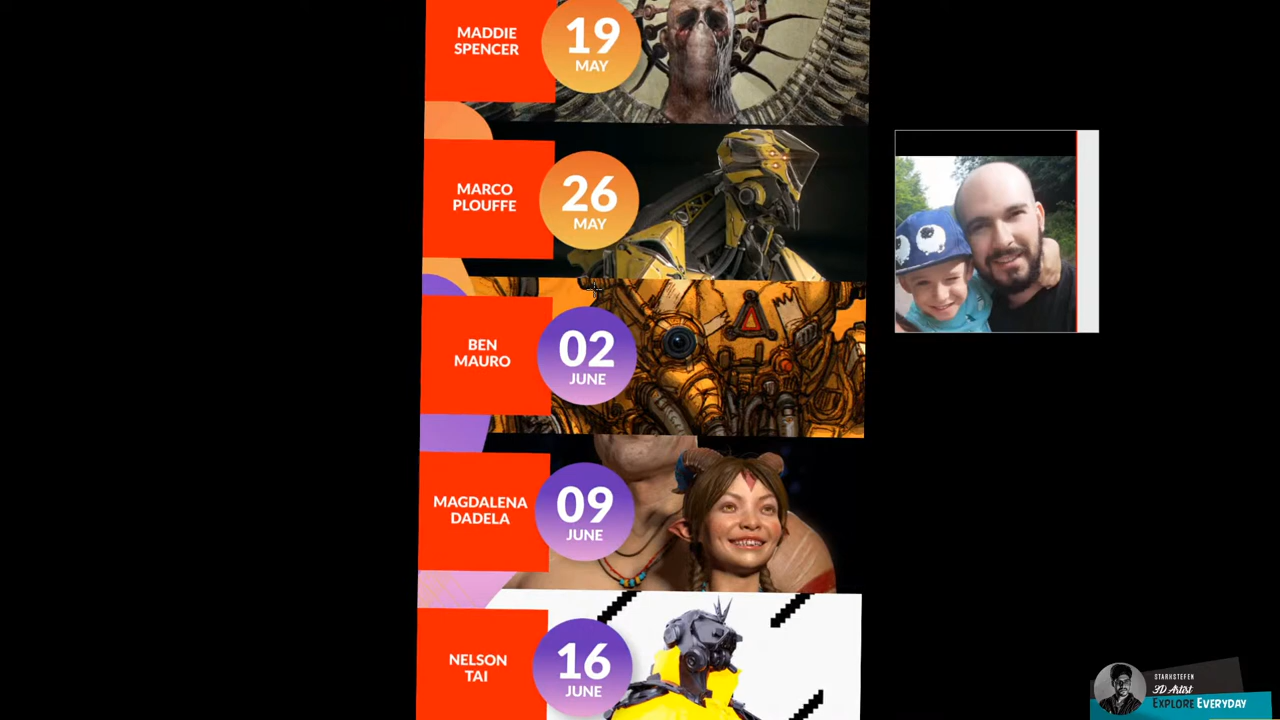 MADDIE
SPENCER
19
MAY
MARCO
PLOUFFE
26
MAY
BEN
MAURO
02
JUNE
MAGDALENA
DADELA
09
JUNE
NELSON
TAI
16
JUNE
STARKSTEFEN
3D Artist
EXPLORE EVERYDAY